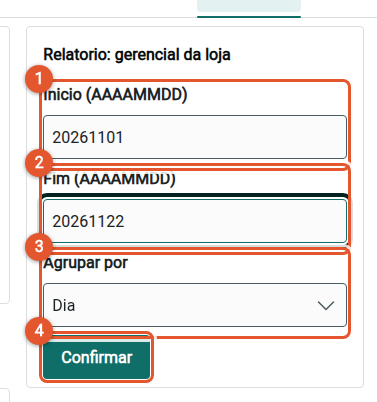 Relatorio: gerencial da loja
1
Inicio (AAAAMMDD)
20261101
2
Fim (AAAAMMDD)
20261122
3
Agrupar por
Dia
4
Confirmar